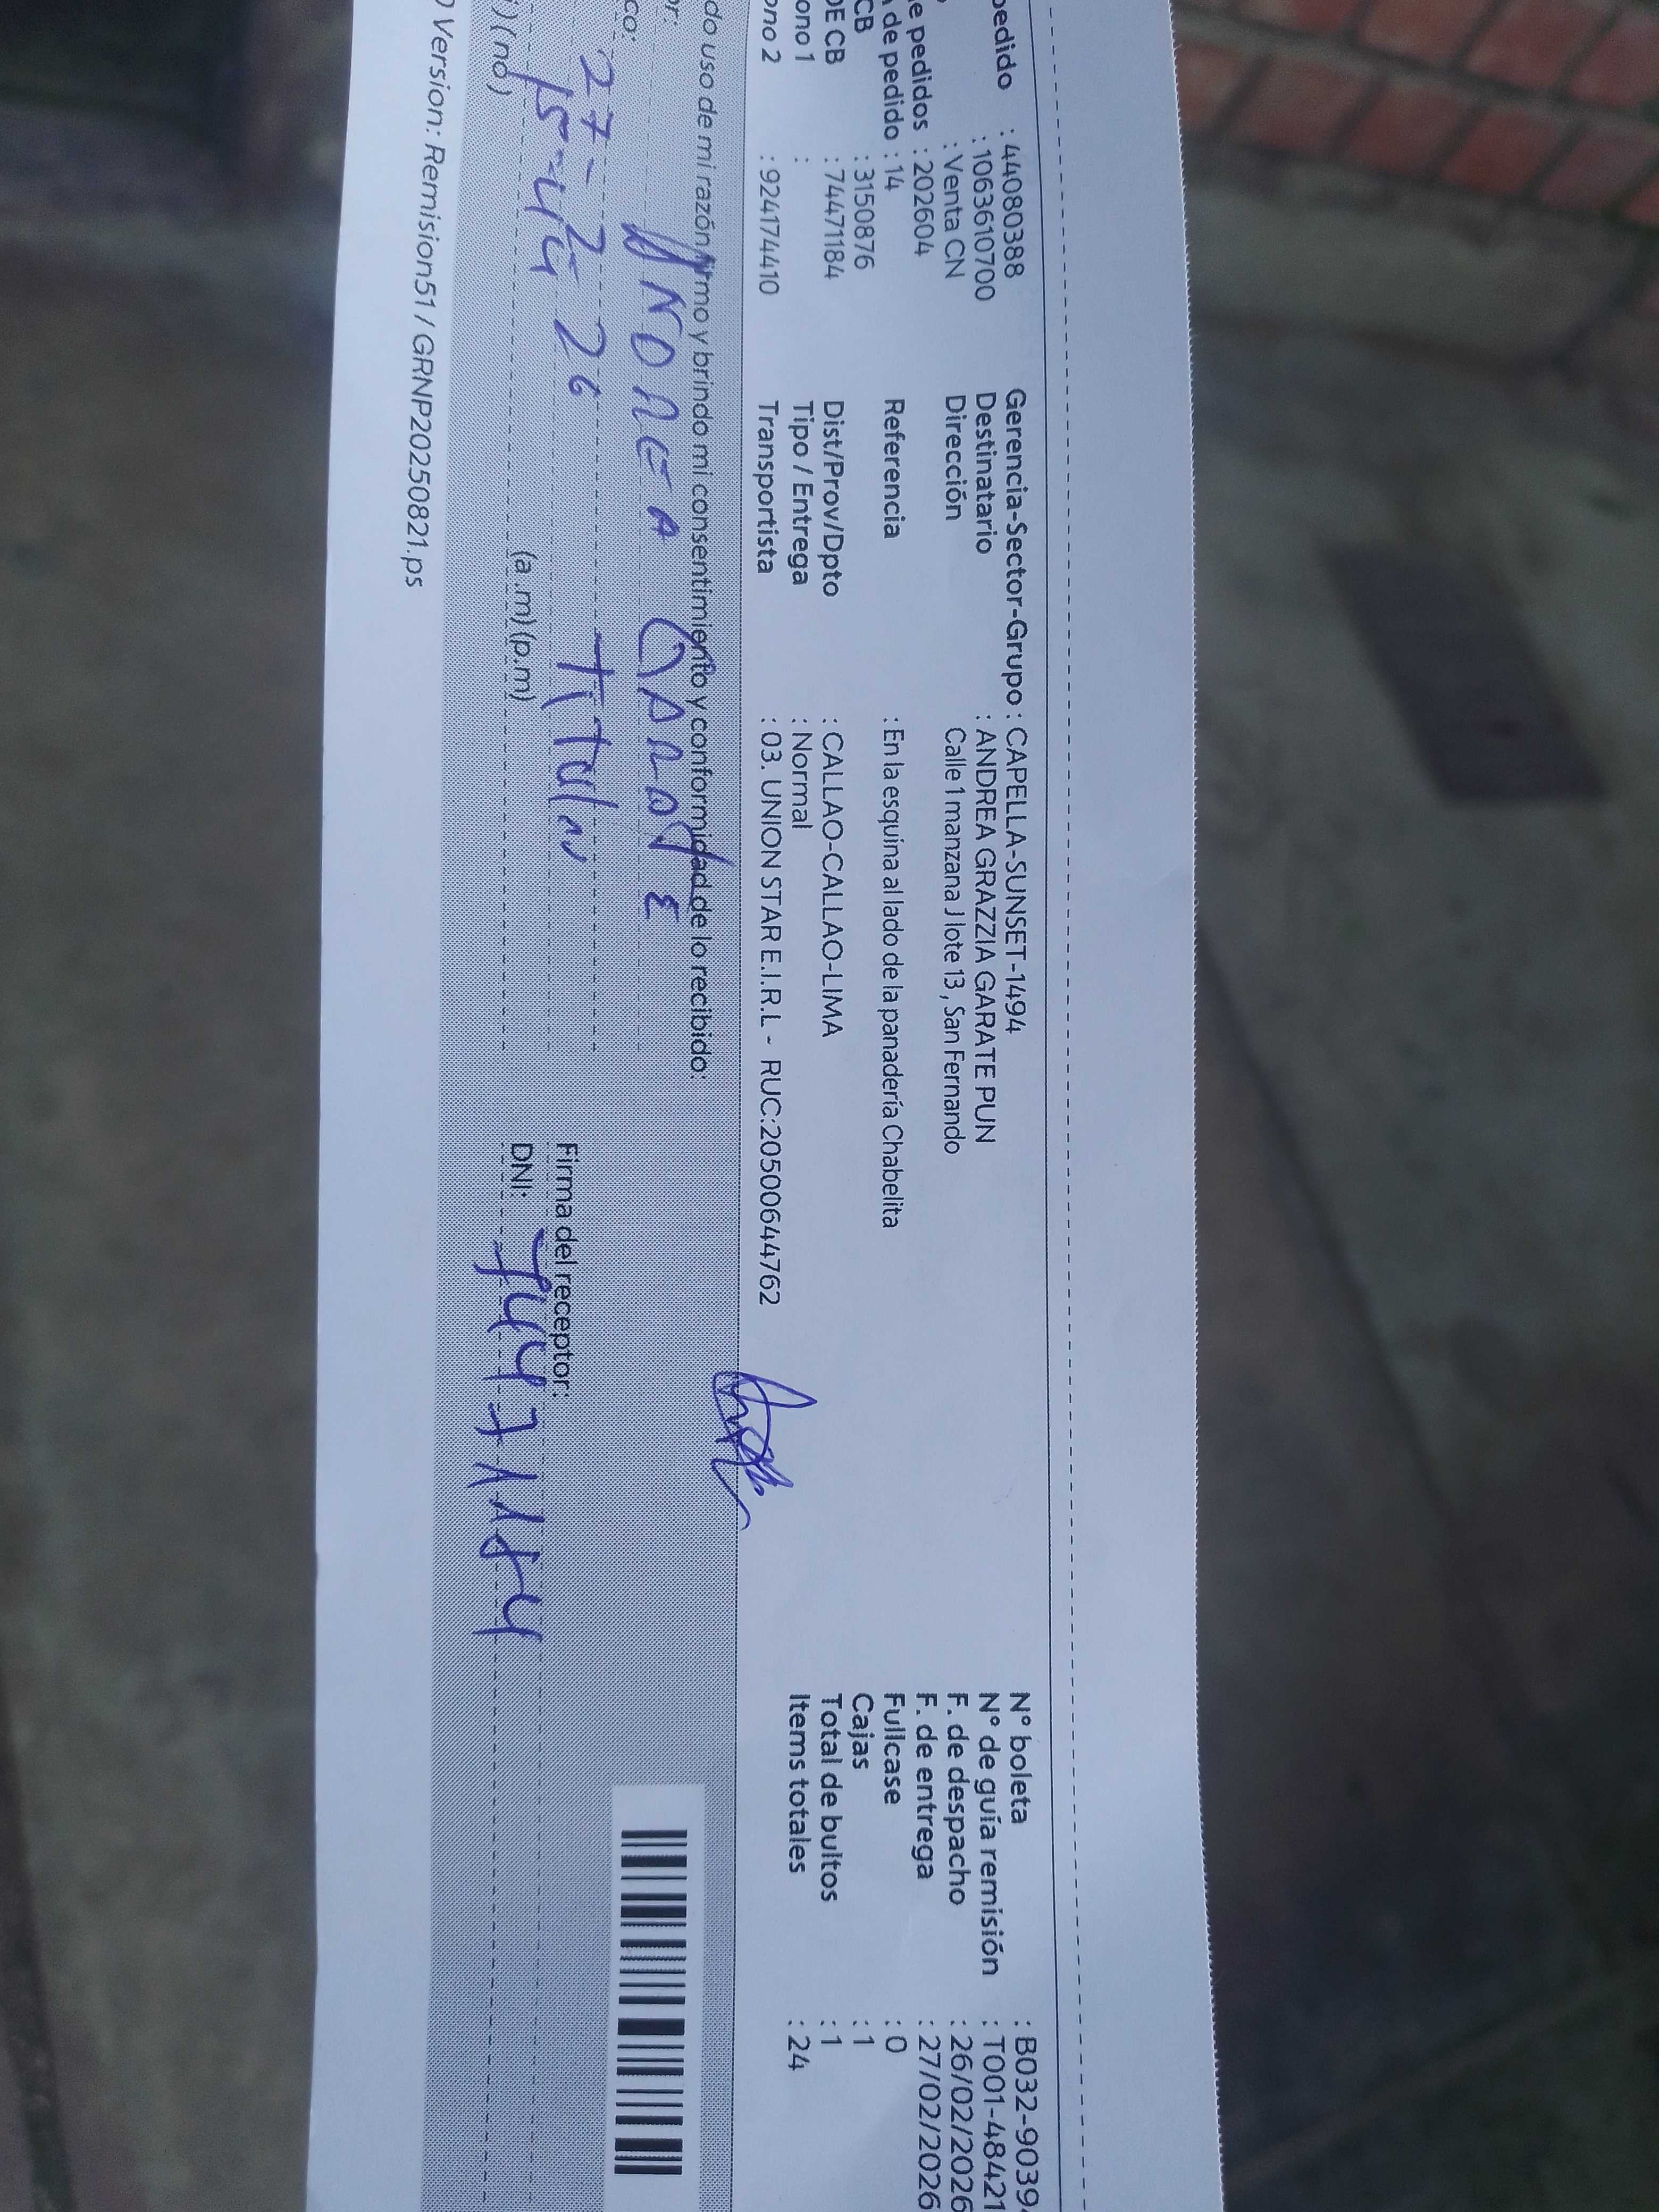 pedido : 44080388
: 1063610700
: Venta CN
e pedidos : 202604
de pedido : 14
CB : 3150876
DE CB : 74471184
ono 1 :
ono 2 : 924174410
Gerencia-Sector-Grupo : CAPELLA-SUNSET-1494
Destinatario : ANDREA GRAZZIA GARATE PUN
Dirección Calle 1 manzana J lote 13, San Fernando
Referencia : En la esquina al lado de la panadería Chabelita
Dist/Prov/Dpto : CALLAO-CALLAO-LIMA
Tipo / Entrega : Normal
Transportista : 03. UNION STAR E.I.R.L - RUC:20500644762
N° boleta : B032-9039
N° de guía remisión : T001-48421
F. de despacho : 26/02/2026
F. de entrega : 27/02/2026
Fullcase : 0
Cajas : 1
Total de bultos : 1
Items totales : 24
do uso de mi razón firmo y brindo mi consentimiento y conformidad de lo recibido:
or: ANDREA GARATE
co: Titular
27-2-26
15-44 (a.m) (p.m)
) (no)
Firma del receptor:
DNI: 74471184
Version: Remision51 / GRNP20250821.ps